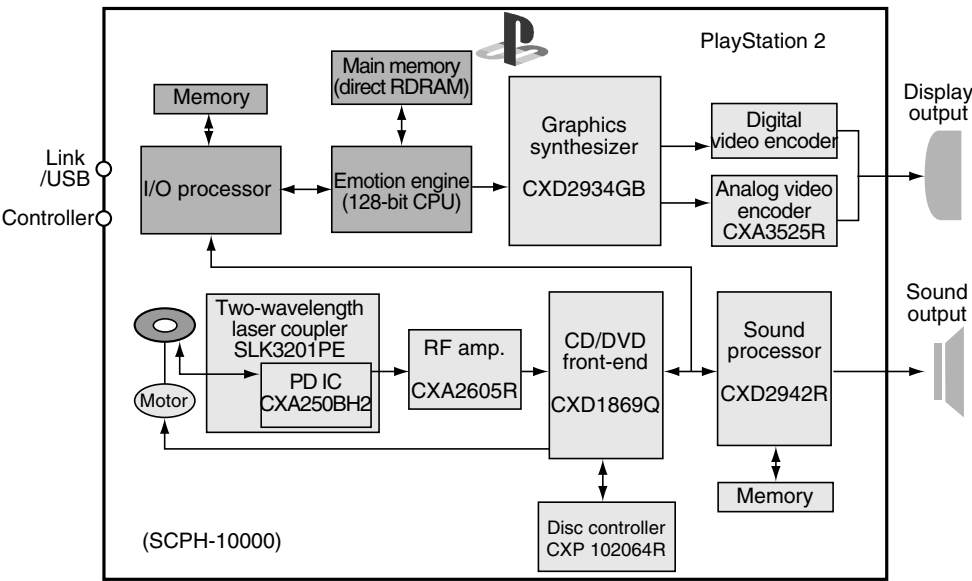 PlayStation 2
Main memory
(direct RDRAM)
Memory
Graphics
synthesizer
CXD2934GB
Digital
video encoder
Display
output
Link
/USB
Controller
I/O processor
Emotion engine
(128-bit CPU)
Analog video
encoder
CXA3525R
Two-wavelength
laser coupler
SLK3201PE
PD IC
CXA250BH2
Motor
RF amp.
CXA2605R
CD/DVD
front-end
CXD1869Q
Sound
processor
CXD2942R
Sound
output
Memory
Disc controller
CXP 102064R
(SCPH-10000)